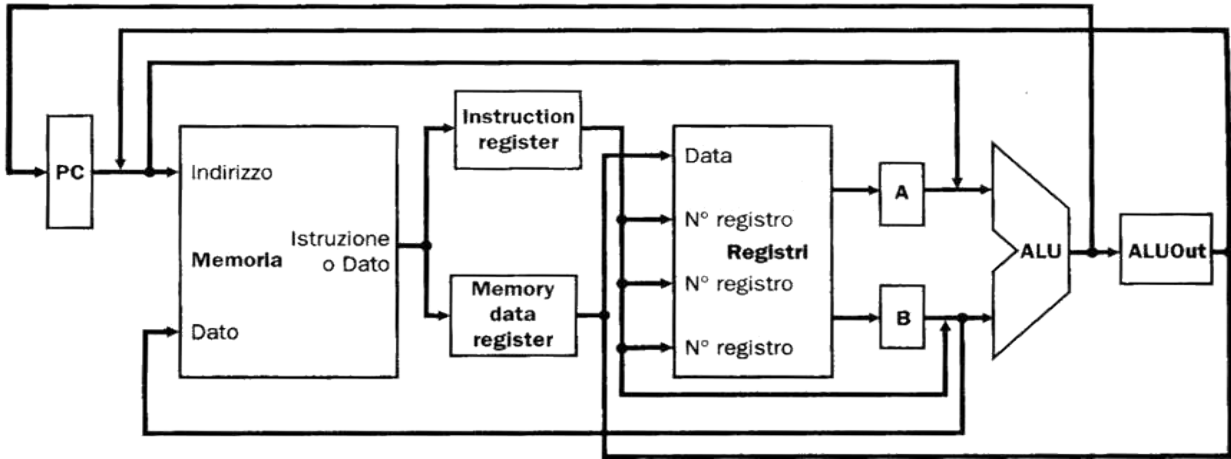 PC
Indirizzo
Memoria
Istruzione
o Dato
Dato
Instruction
register
Memory
data
register
Data
N° registro
N° registro
N° registro
Registri
A
B
ALU
ALUOut